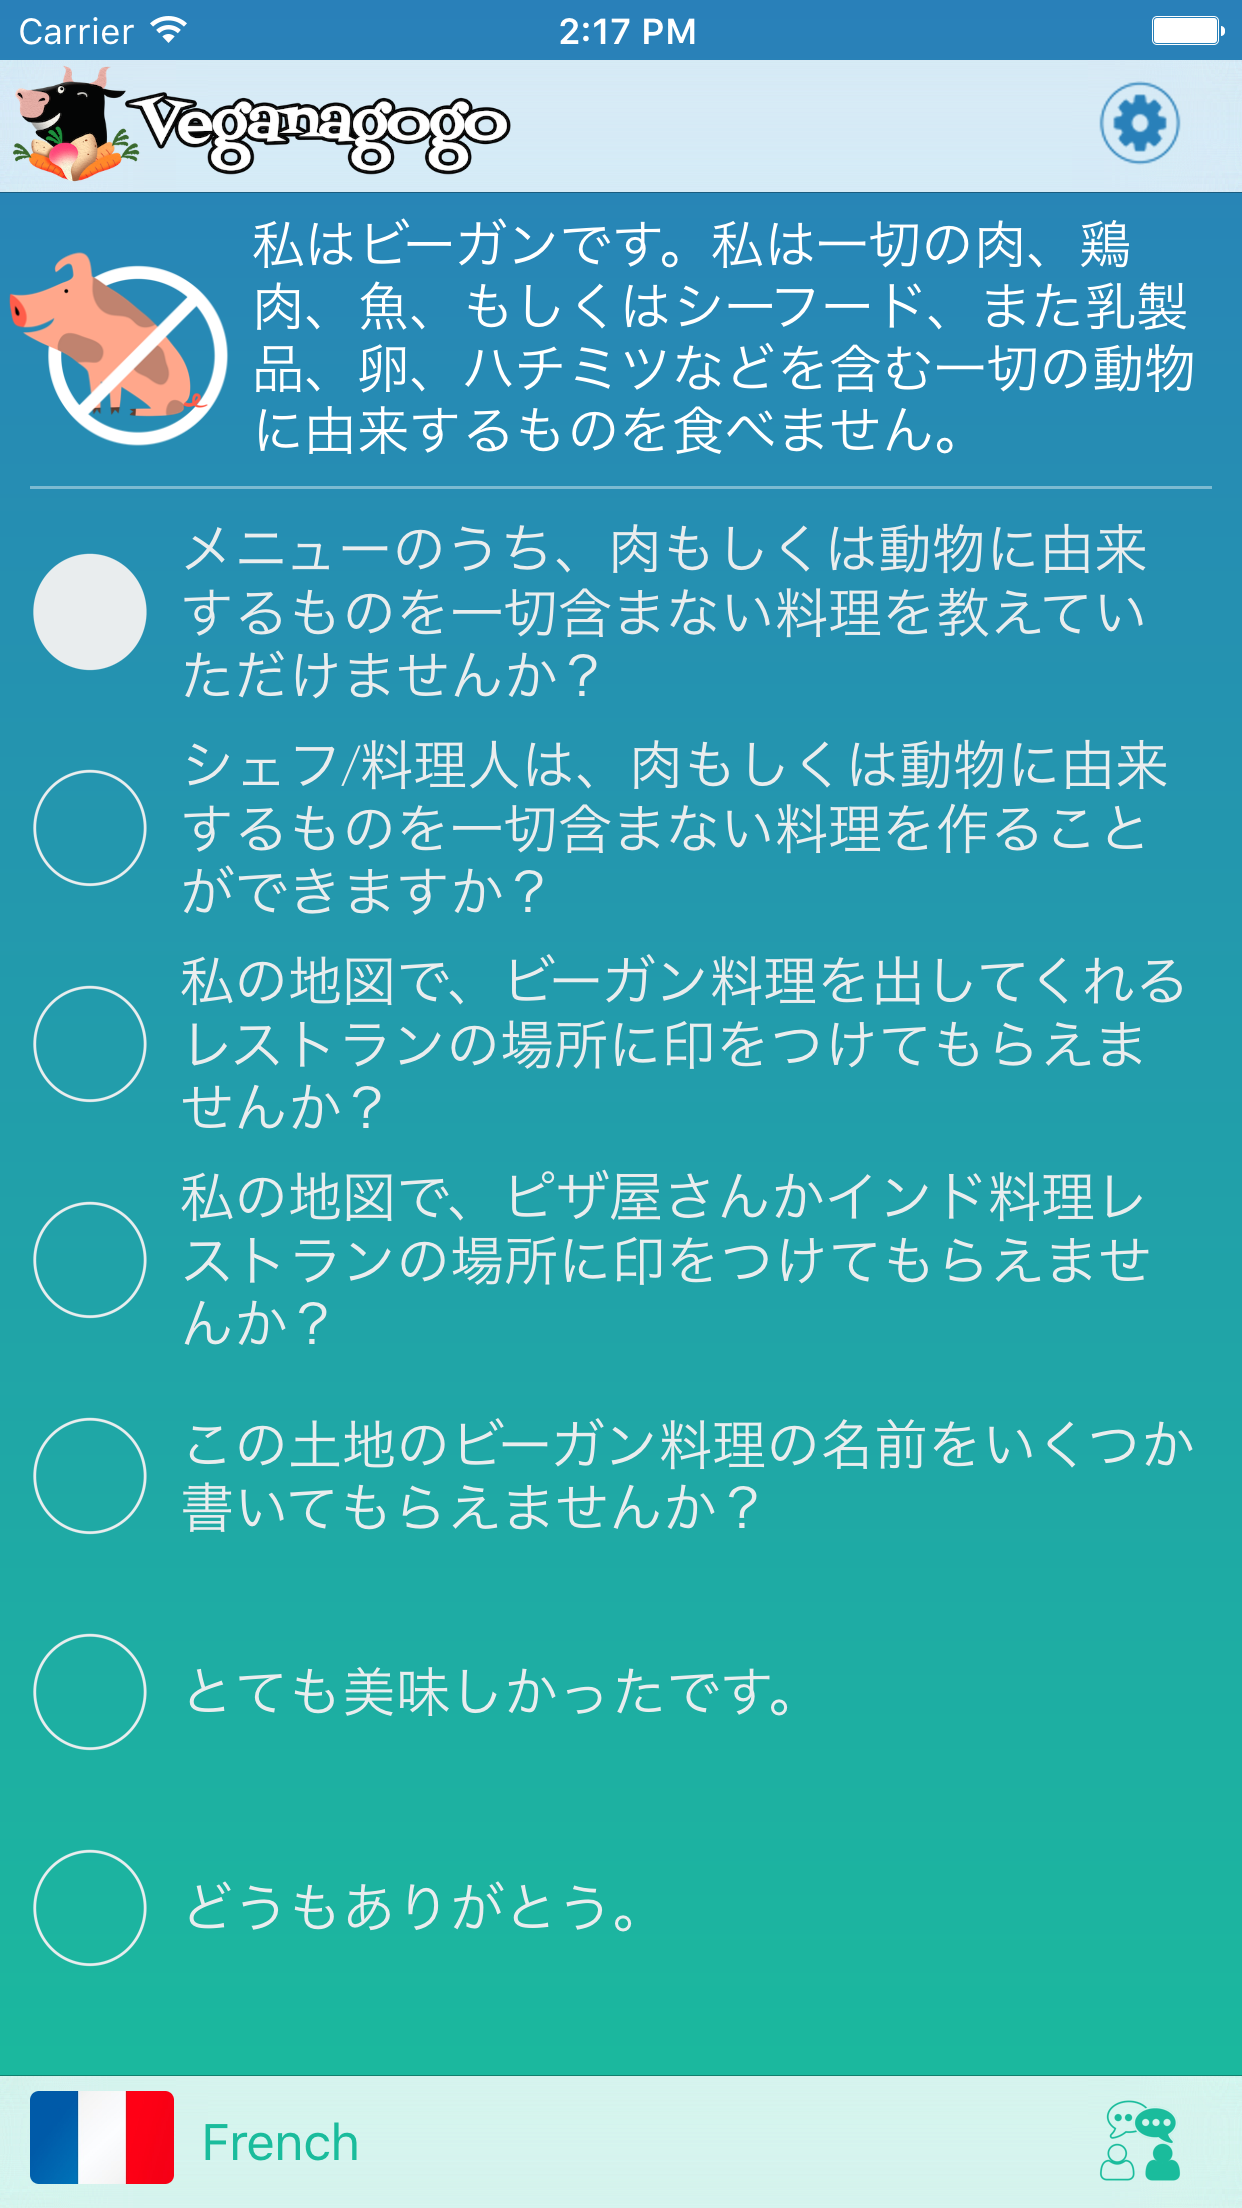 Carrier 2:17 PM
Veganagogo
私はビーガンです。私は一切の肉、鶏
肉、魚、もしくはシーフード、また乳製
品、卵、ハチミツなどを含む一切の動物
に由来するものを食べません。
メニューのうち、肉もしくは動物に由来
するものを一切含まない料理を教えてい
ただけませんか？
シェフ/料理人は、肉もしくは動物に由来
するものを一切含まない料理を作ること
ができますか？
私の地図で、ビーガン料理を出してくれる
レストランの場所に印をつけてもらえま
せんか？
私の地図で、ピザ屋さんかインド料理レ
ストランの場所に印をつけてもらえませ
んか？
この土地のビーガン料理の名前をいくつか
書いてもらえませんか？
とても美味しかったです。
どうもありがとう。
French